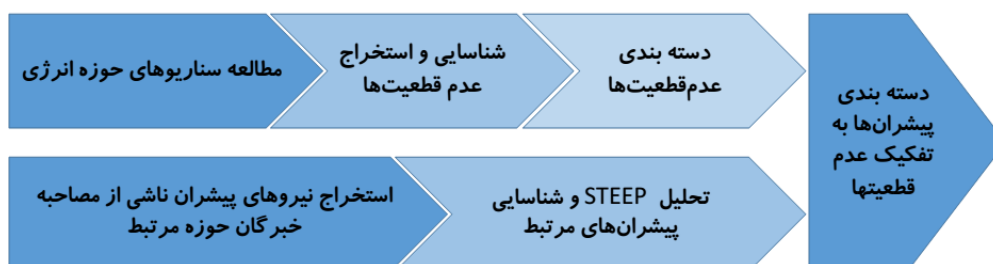 مطالعه سناریوهای حوزه انرژی
شناسایی و استخراج
عدم قطعیت‌ها
دسته بندی
عدم‌قطعیت‌ها
دسته بندی
پیشران‌ها به
تفکیک عدم
قطعیتها
استخراج نیروهای پیشران ناشی از مصاحبه
خبرگان حوزه مرتبط
تحلیل STEEP و شناسایی
پیشران‌های مرتبط